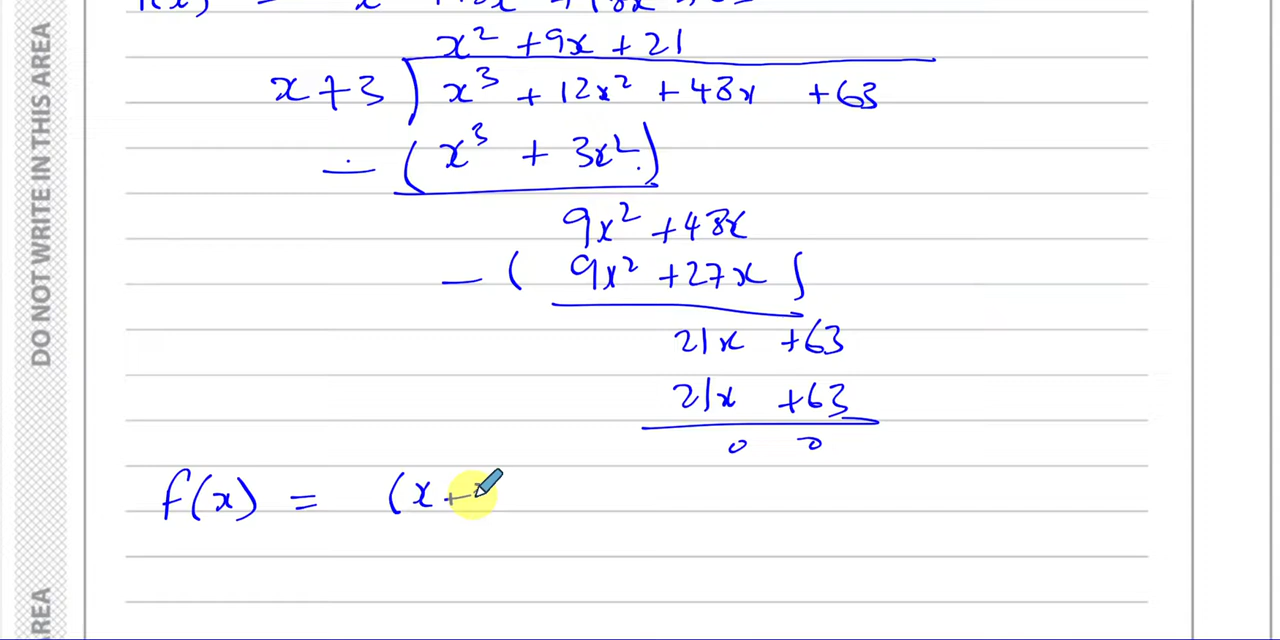 x² + 9x + 21
x + 3 ) x³ + 12x² + 48x + 63
- ( x³ + 3x² )
9x² + 48x
- ( 9x² + 27x )
21x + 63
21x + 63
0 0
f(x) = (x +
DO NOT WRITE IN THIS AREA
AREA